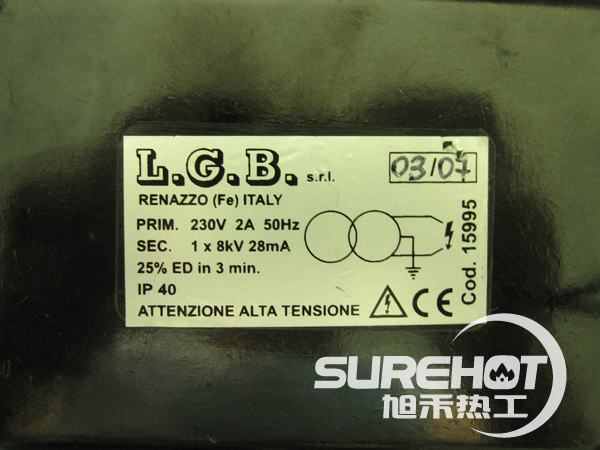 L.G.B. s.r.l.
03/07
RENAZZO (Fe) ITALY
PRIM. 230V 2A 50Hz
SEC. 1 x 8kV 28mA
25% ED in 3 min.
IP 40
ATTENZIONE ALTA TENSIONE
CE
Cod. 15995
SUREHOT
旭禾热工